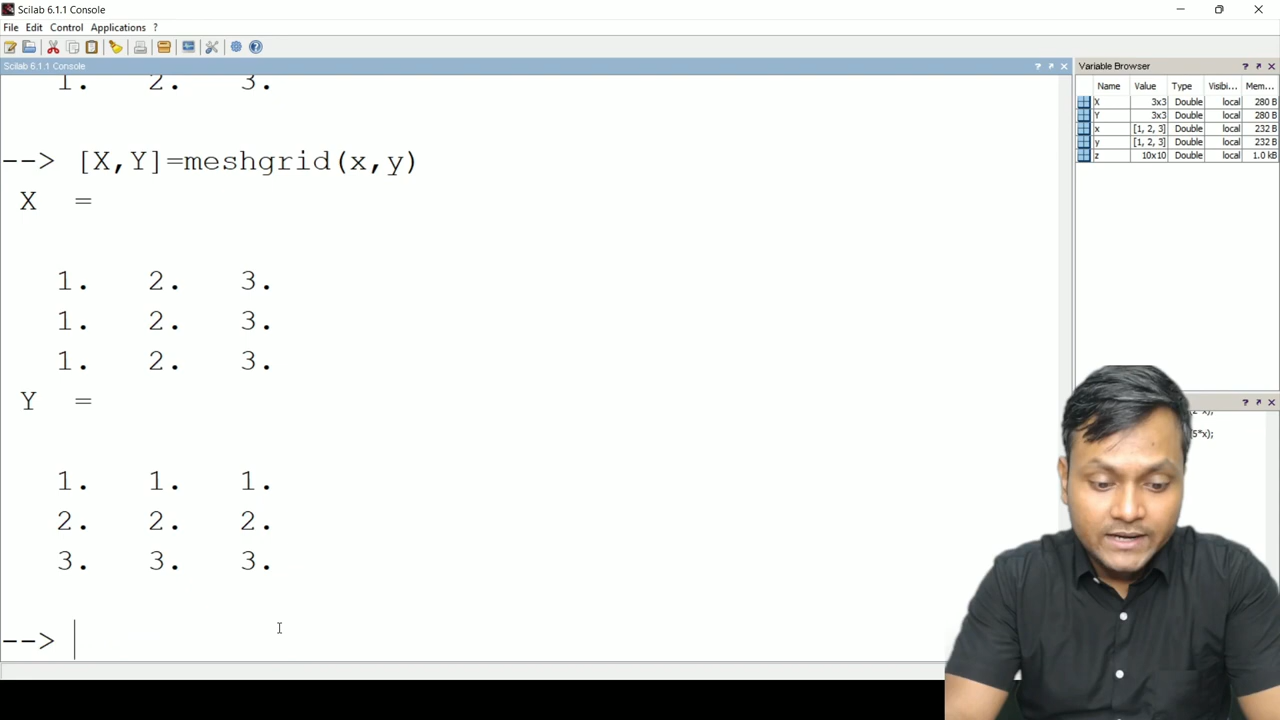 Scilab 6.1.1 Console
File Edit Control Applications ?
Scilab 6.1.1 Console ? Variable Browser ?
Name Value Type Visibi... Mem...
X 3x3 Double local 280 B
Y 3x3 Double local 280 B
x [1, 2, 3] Double local 232 B
y [1, 2, 3] Double local 232 B
z 10x10 Double local 1.0 kB
1. 2. 3.
--> [X,Y]=meshgrid(x,y)
X =
1. 2. 3.
1. 2. 3.
1. 2. 3.
Y =
1. 1. 1.
2. 2. 2.
3. 3. 3.
-->
?
(5*x);